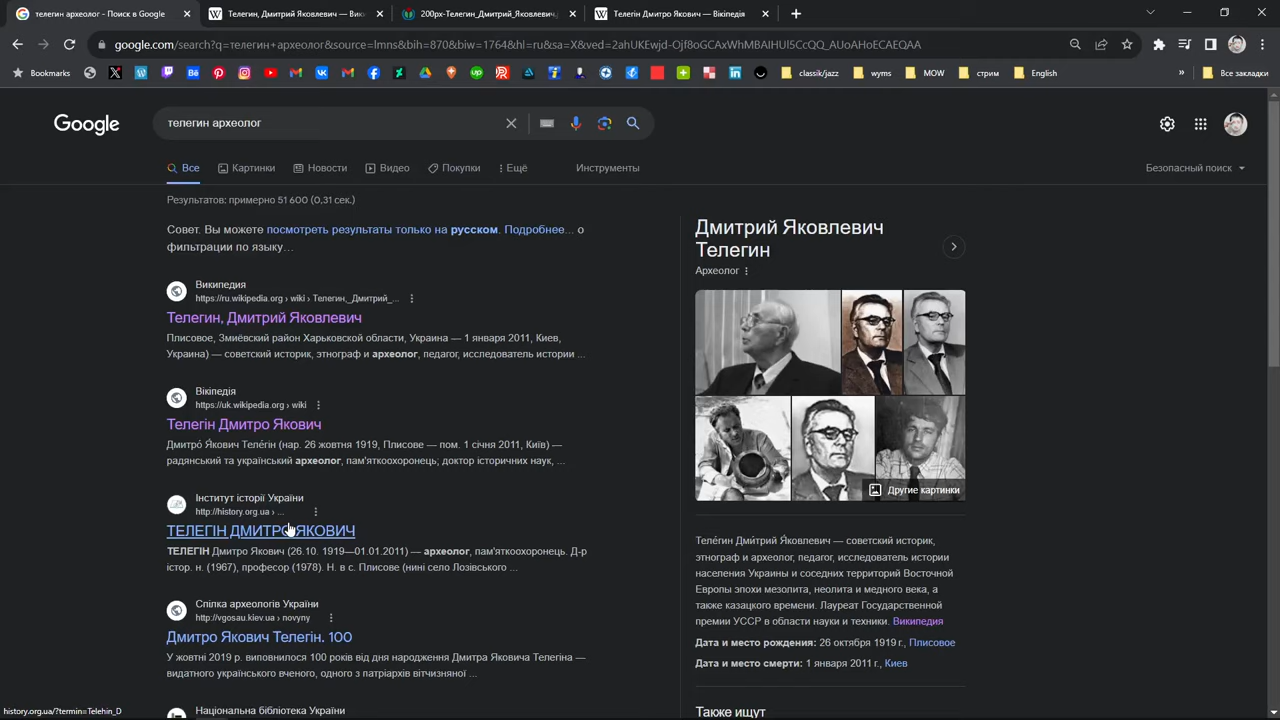 телегин археолог - Поиск в Google
Телегин, Дмитрий Яковлевич — Вики
200px-Телегин_Дмитрий_Яковлевич.
Телегін Дмитро Якович — Вікіпедія
google.com/search?q=телегин+археолог&source=lmns&bih=870&biw=1764&hl=ru&sa=X&ved=2ahUKEwjd-Ojf8oGCAxWhMBAIHUl5CcQQ_AUoAHoECAEQAA
Bookmarks
classik/jazz
wyms
MOW
стрим
English
»
Все закладки
Google
телегин археолог
Все
Картинки
Новости
Видео
Покупки
Ещё
Инструменты
Безопасный поиск
Результатов: примерно 51 600 (0,31 сек.)
Совет. Вы можете посмотреть результаты только на русском. Подробнее... о
фильтрации по языку…
Википедия
https://ru.wikipedia.org › wiki › Телегин,_Дмитрий_...
Телегин, Дмитрий Яковлевич
Плисовое, Змиёвский район Харьковской области, Украина — 1 января 2011, Киев,
Украина) — советский историк, этнограф и археолог, педагог, исследователь истории ...
Вікіпедія
https://uk.wikipedia.org › wiki
Телегін Дмитро Якович
Дмитро́ Я́кович Теле́гін (нар. 26 жовтня 1919, Плисове — пом. 1 січня 2011, Київ) —
радянський та український археолог, пам'яткоохоронець; доктор історичних наук, ...
Інститут історії України
http://history.org.ua › ...
ТЕЛЕГІН ДМИТРО ЯКОВИЧ
ТЕЛЕГІН Дмитро Якович (26.10. 1919—01.01.2011) — археолог, пам'яткоохоронець. Д-р
істор. н. (1967), професор (1978). Н. в с. Плисове (нині село Лозівського ...
Спілка археологів України
http://vgosau.kiev.ua › novyny
Дмитро Якович Телегін. 100
У жовтні 2019 р. виповнилося 100 років від дня народження Дмитра Яковича Телегіна —
видатного українського вченого, одного з патріархів вітчизняної ...
Національна бібліотека України
history.org.ua/?termin=Telehin_D
Дмитрий Яковлевич
Телегин
Археолог
Другие картинки
Теле́гин Дми́трий Я́ковлевич — советский историк,
этнограф и археолог, педагог, исследователь истории
населения Украины и соседних территорий Восточной
Европы эпохи мезолита, неолита и медного века, а
также казацкого времени. Лауреат Государственной
премии УССР в области науки и техники. Википедия
Дата и место рождения: 26 октября 1919 г., Плисовое
Дата и место смерти: 1 января 2011 г., Киев
Также ищут